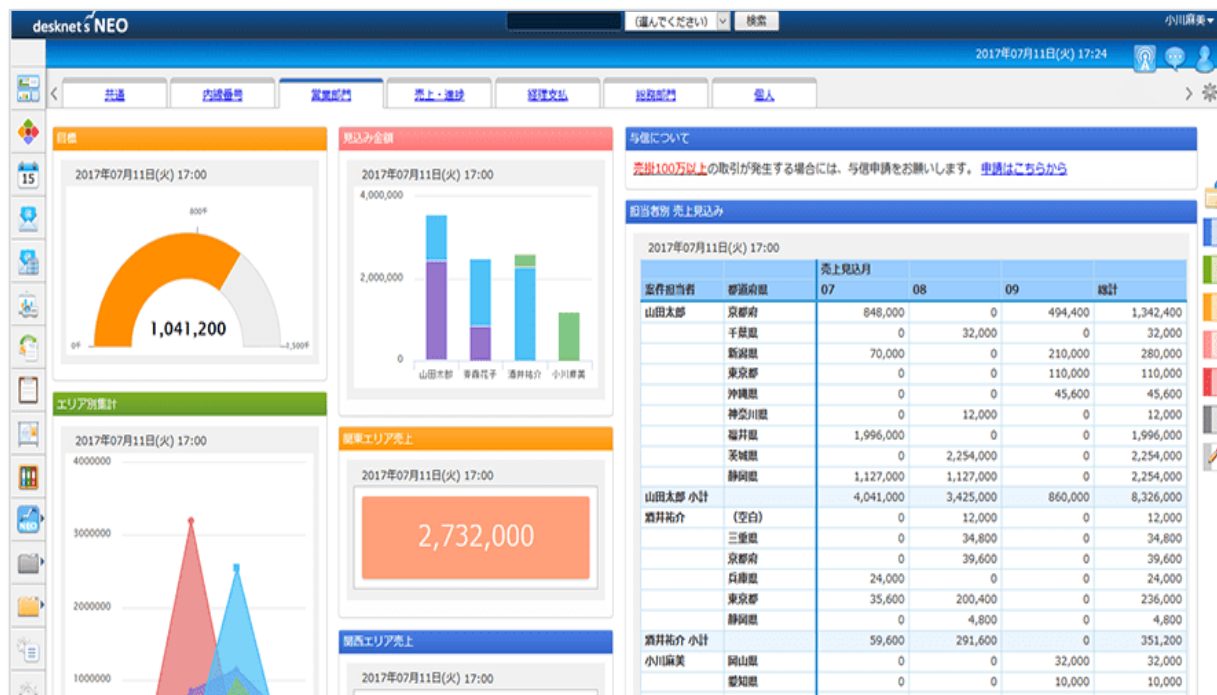 desknet's NEO
(選んでください) 検索
小川麻美▼
2017年07月11日(火) 17:24
共通 内線番号 営業部門 売上・進捗 経理支払 総務部門 個人
15
NEO
目標
2017年07月11日(火) 17:00
800千
1,041,200
0千
1,500千
エリア別集計
2017年07月11日(火) 17:00
4000000
3000000
2000000
1000000
見込み金額
2017年07月11日(火) 17:00
4,000,000
2,000,000
0
山田太郎 青森花子 酒井祐介 小川麻美
関東エリア売上
2017年07月11日(火) 17:00
2,732,000
関西エリア売上
2017年07月11日(火) 17:00
与信について
売掛100万以上の取引が発生する場合には、与信申請をお願いします。 申請はこちらから
担当者別 売上見込み
2017年07月11日(火) 17:00
売上見込月
案件担当者 都道府県 07 08 09 総計
山田太郎 京都府 848,000 0 494,400 1,342,400
千葉県 0 32,000 0 32,000
新潟県 70,000 0 210,000 280,000
東京都 0 0 110,000 110,000
沖縄県 0 0 45,600 45,600
神奈川県 0 12,000 0 12,000
福井県 1,996,000 0 0 1,996,000
茨城県 0 2,254,000 0 2,254,000
静岡県 1,127,000 1,127,000 0 2,254,000
山田太郎 小計 4,041,000 3,425,000 860,000 8,326,000
酒井祐介 (空白) 0 12,000 0 12,000
三重県 0 34,800 0 34,800
京都府 0 39,600 0 39,600
兵庫県 24,000 0 0 24,000
東京都 35,600 200,400 0 236,000
静岡県 0 4,800 0 4,800
酒井祐介 小計 59,600 291,600 0 351,200
小川麻美 岡山県 0 0 32,000 32,000
愛知県 0 0 10,000 10,000